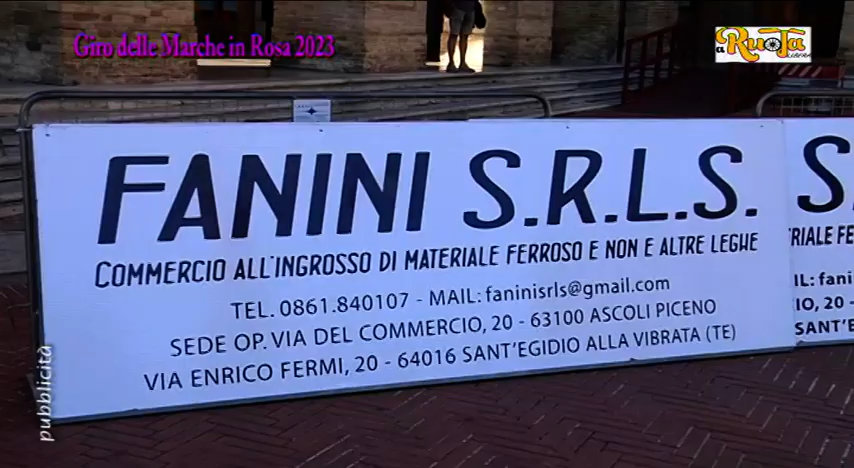 Giro delle Marche in Rosa 2023
a RuoTa
LIBERA
FANINI S.R.L.S.
COMMERCIO ALL'INGROSSO DI MATERIALE FERROSO E NON E ALTRE LEGHE
TEL. 0861.840107 - MAIL: faninisrls@gmail.com
SEDE OP. VIA DEL COMMERCIO, 20 - 63100 ASCOLI PICENO
VIA ENRICO FERMI, 20 - 64016 SANT'EGIDIO ALLA VIBRATA (TE)
pubblicità